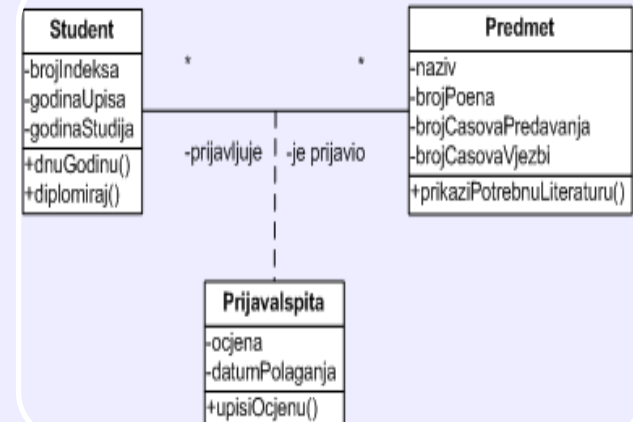 Student
-brojIndeksa
-godinaUpisa
-godinaStudija
+dnuGodinu()
+diplomiraj()
*
*
-prijavljuje
-je prijavio
Predmet
-naziv
-brojPoena
-brojCasovaPredavanja
-brojCasovaVjezbi
+prikaziPotrebnuLiteraturu()
PrijavaIspita
-ocjena
-datumPolaganja
+upisiOcjenu()